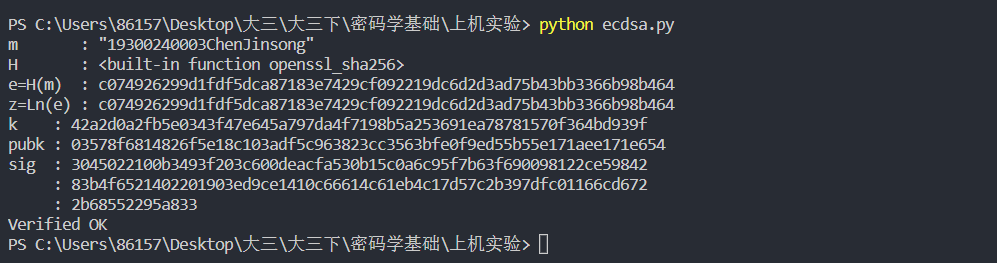 PS C:\Users\86157\Desktop\大三\大三下\密码学基础\上机实验> python ecdsa.py
m       : "19300240003ChenJinsong"
H       : <built-in function openssl_sha256>
e=H(m)  : c074926299d1fdf5dca87183e7429cf092219dc6d2d3ad75b43bb3366b98b464
z=Ln(e) : c074926299d1fdf5dca87183e7429cf092219dc6d2d3ad75b43bb3366b98b464
k    : 42a2d0a2fb5e0343f47e645a797da4f7198b5a253691ea78781570f364bd939f
pubk : 03578f6814826f5e18c103adf5c963823cc3563bfe0f9ed55b55e171aee171e654
sig  : 3045022100b3493f203c600deacfa530b15c0a6c95f7b63f690098122ce59842
     : 83b4f6521402201903ed9ce1410c66614c61eb4c17d57c2b397dfc01166cd672
     : 2b68552295a833
Verified OK
PS C:\Users\86157\Desktop\大三\大三下\密码学基础\上机实验>